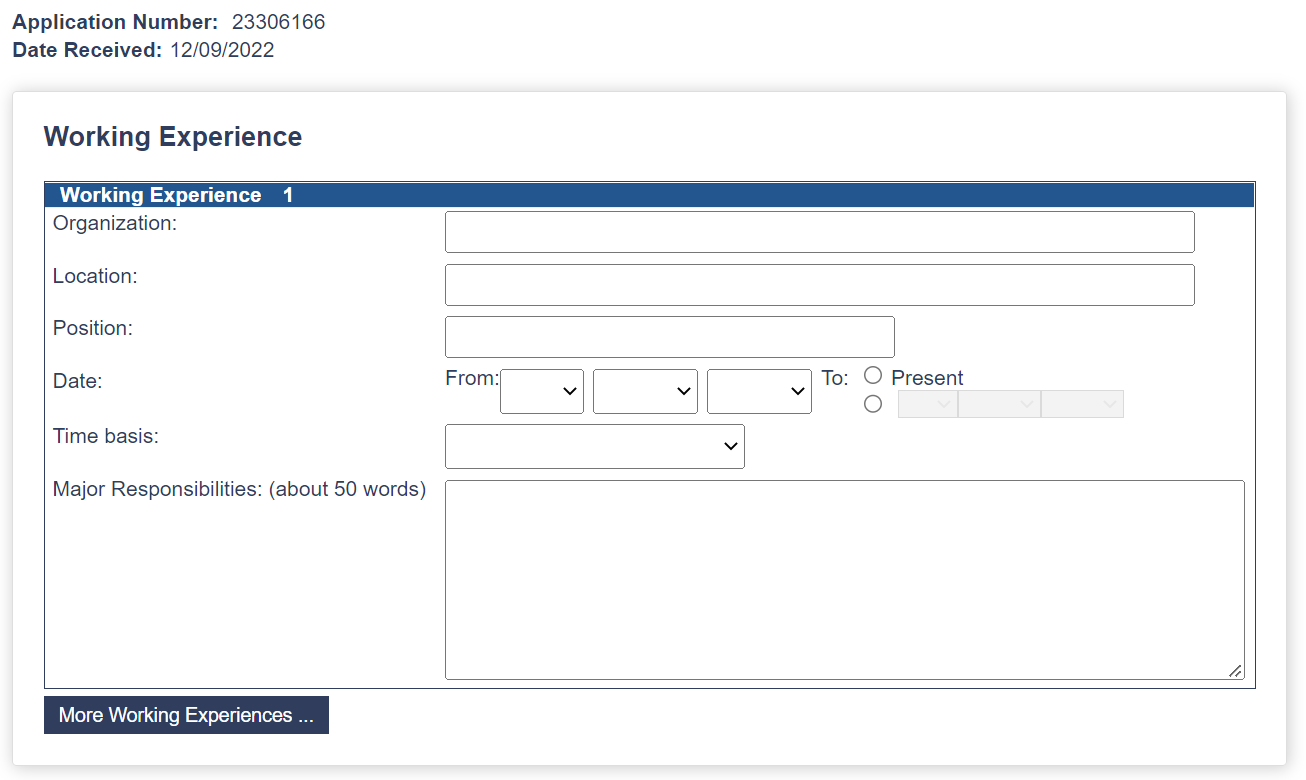 Application Number: 23306166
Date Received: 12/09/2022
Working Experience
Working Experience 1
Organization:
Location:
Position:
Date: From: To: Present
Time basis:
Major Responsibilities: (about 50 words)
More Working Experiences ...